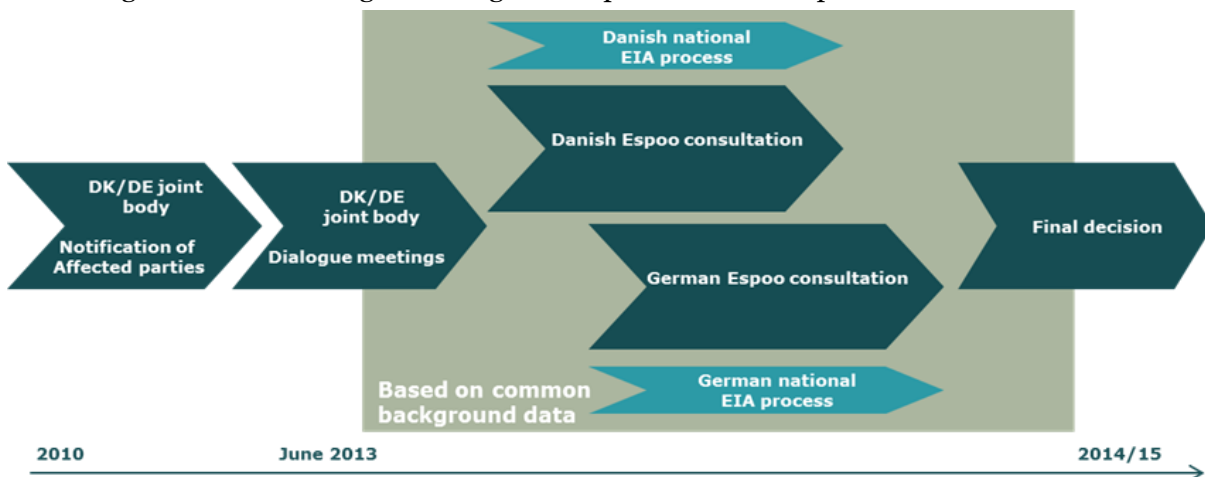 Danish national
EIA process
Danish Espoo consultation
DK/DE joint
body
Notification of
Affected parties
DK/DE
joint body
Dialogue meetings
Final decision
German Espoo consultation
Based on common
background data
German national
EIA process
2010
June 2013
2014/15